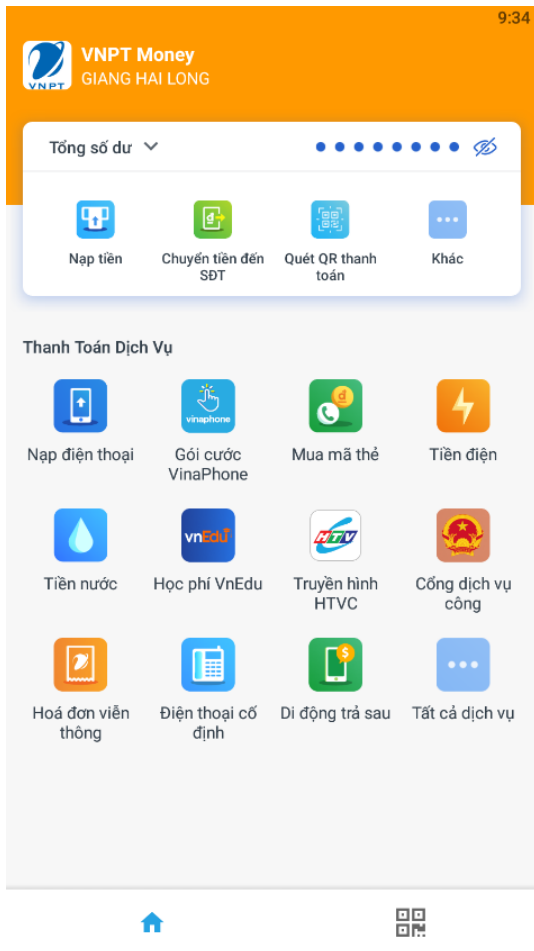 9:34
VNPT Money
GIANG HAI LONG
VNPT
Tổng số dư
Nạp tiền
Chuyển tiền đến
SĐT
Quét QR thanh
toán
Khác
Thanh Toán Dịch Vụ
vinaphone
Nạp điện thoại
Gói cước
VinaPhone
Mua mã thẻ
Tiền điện
vnEdu
HTV
Tiền nước
Học phí VnEdu
Truyền hình
HTVC
Cổng dịch vụ
công
Hoá đơn viễn
thông
Điện thoại cố
định
Di động trả sau
Tất cả dịch vụ